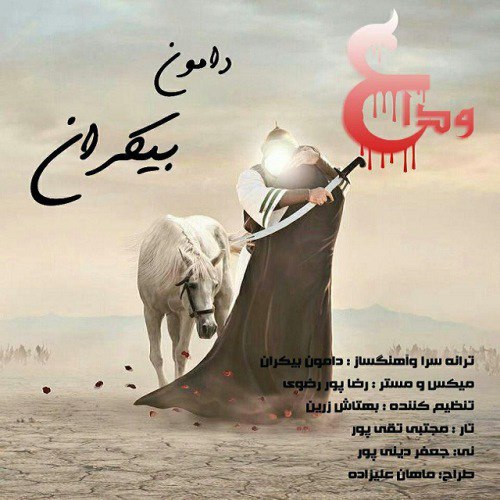 دامون
بیکران
وداع
ترانه سرا وآهنگساز : دامون بیکران
میکس و مستر : رضا پور رضوی
تنظیم کننده : بهتاش زرین
تار : مجتبی تقی پور
نی: جعفر دینی پور
طراح: ماهان علیزاده